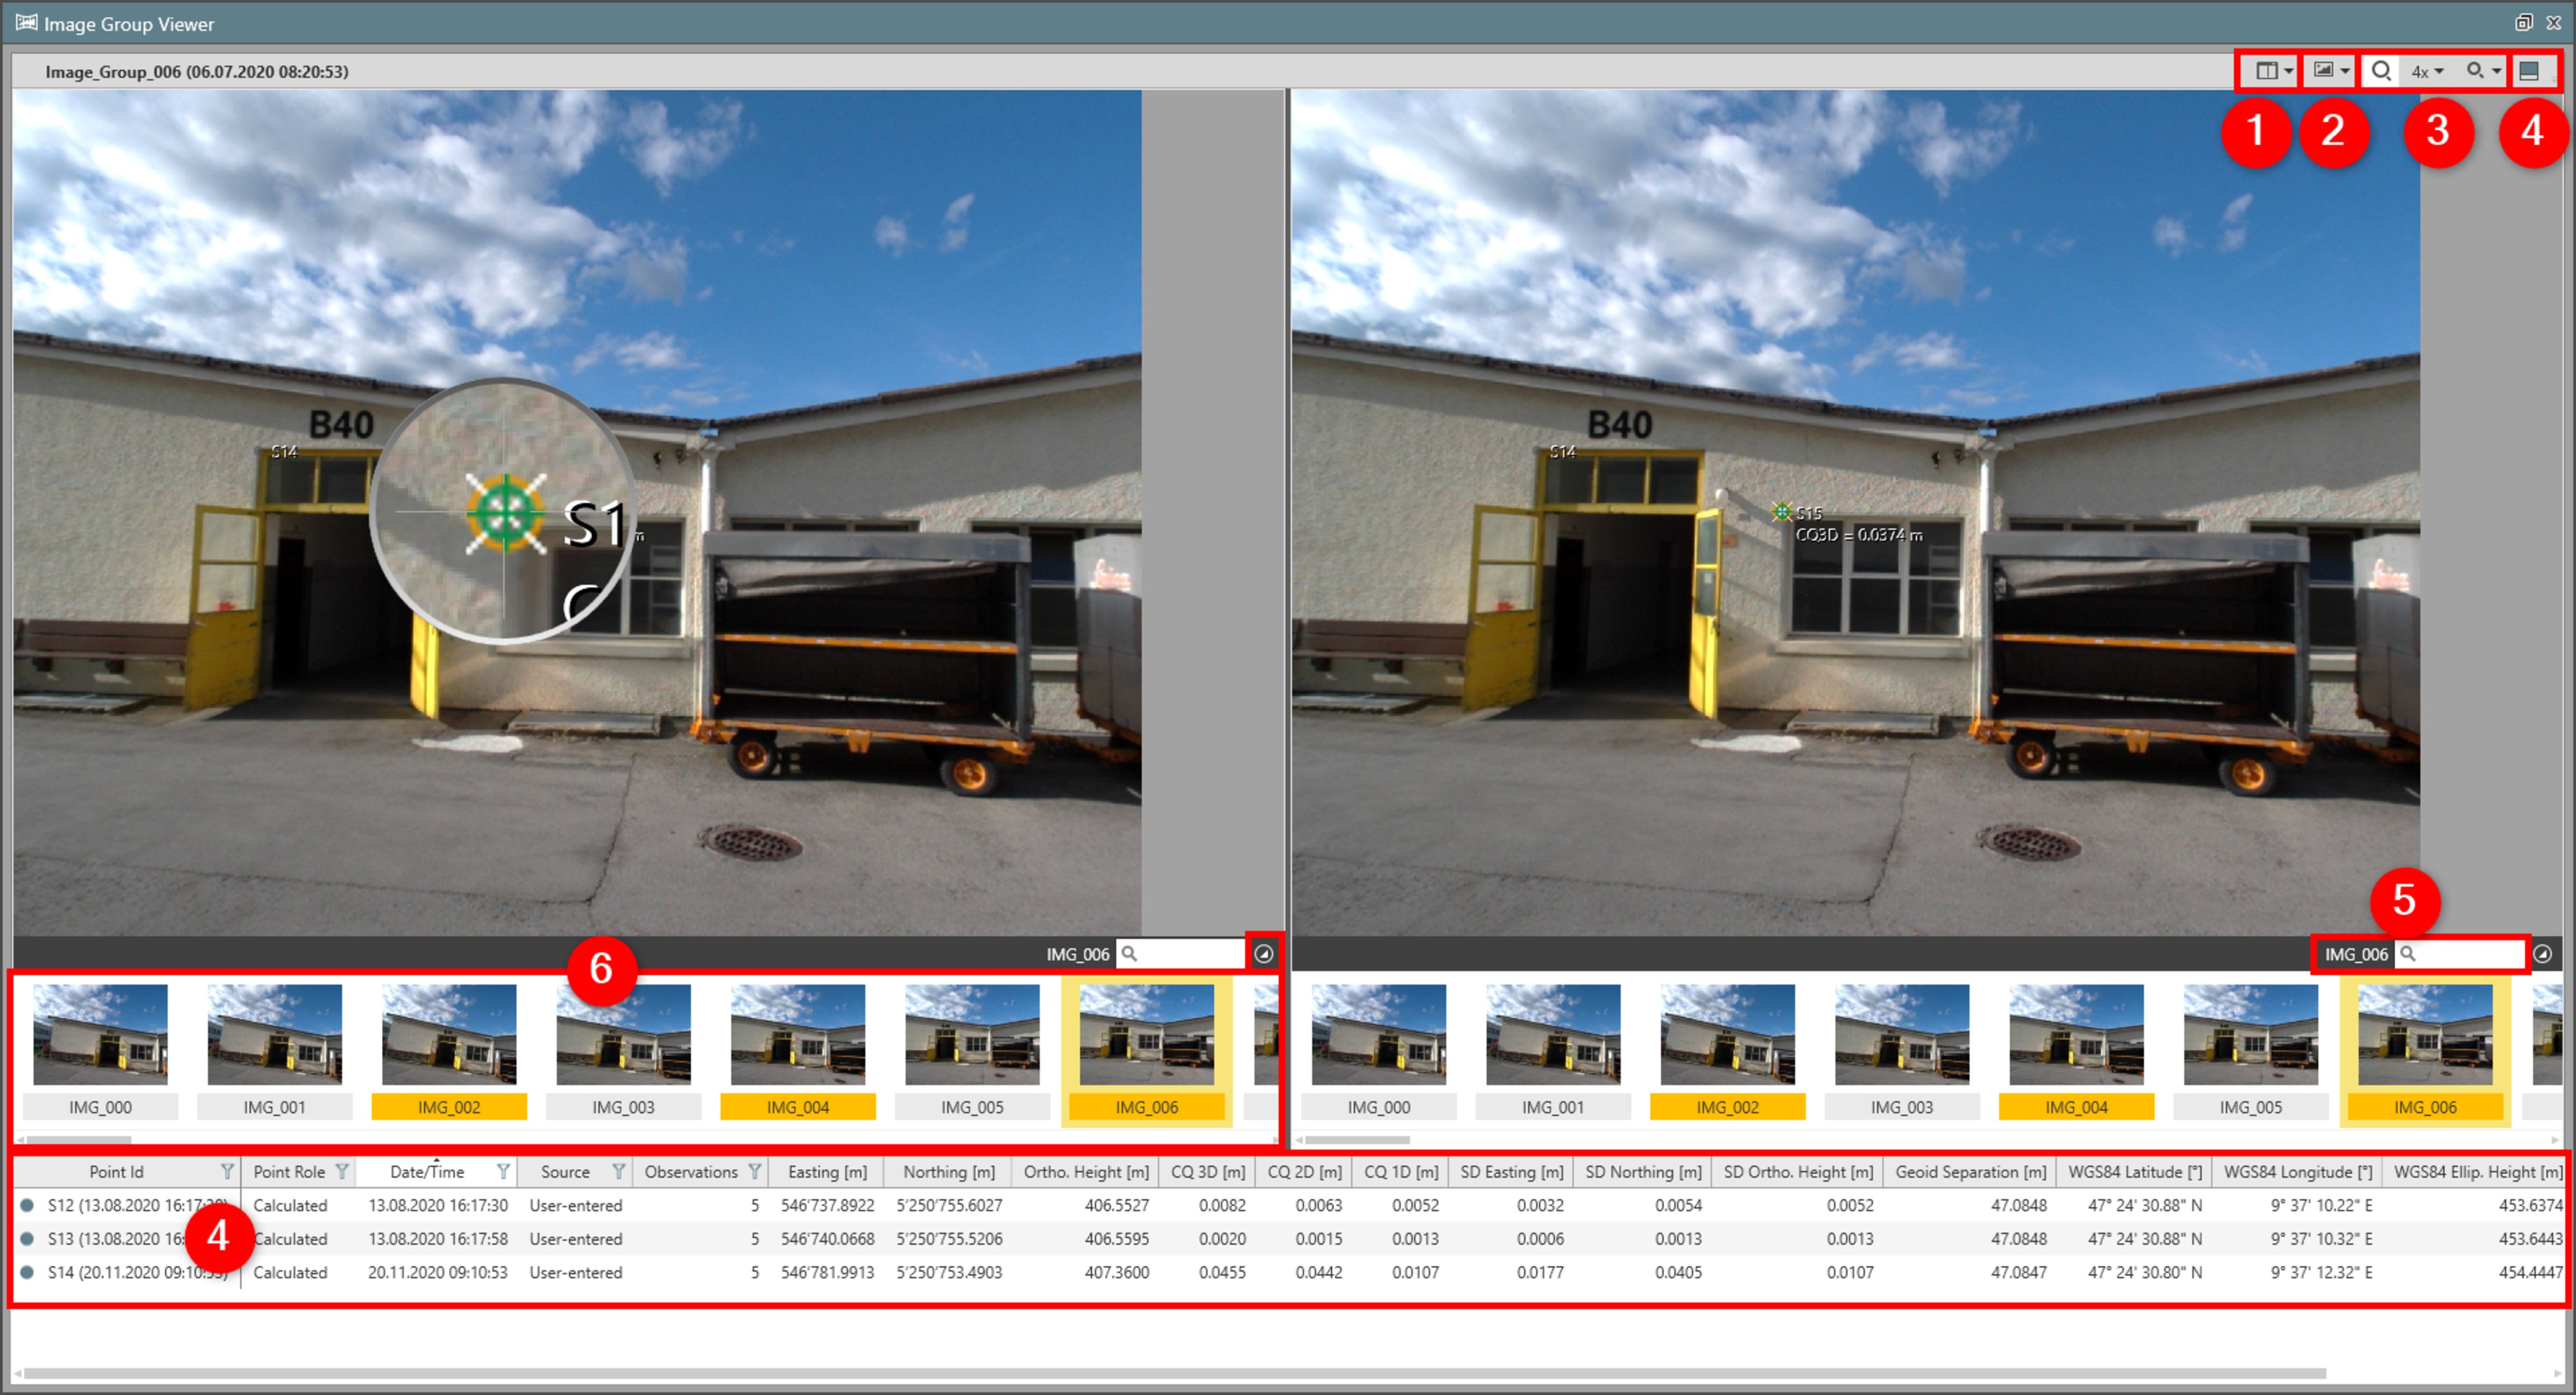 Image Group Viewer
Image_Group_006 (06.07.2020 08:20:53)
4x
1 2 3 4
B40
S14
S1
C
m
B40
S14
S15
CQ3D = 0.0374 m
5
6
IMG_006
IMG_006
IMG_000 IMG_001 IMG_002 IMG_003 IMG_004 IMG_005 IMG_006
IMG_000 IMG_001 IMG_002 IMG_003 IMG_004 IMG_005 IMG_006
Point Id Point Role Date/Time Source Observations Easting [m] Northing [m] Ortho. Height [m] CQ 3D [m] CQ 2D [m] CQ 1D [m] SD Easting [m] SD Northing [m] SD Ortho. Height [m] Geoid Separation [m] WGS84 Latitude [°] WGS84 Longitude [°] WGS84 Ellip. Height [m]
S12 (13.08.2020 16:17:30) Calculated 13.08.2020 16:17:30 User-entered 5 546'737.8922 5'250'755.6027 406.5527 0.0082 0.0063 0.0052 0.0032 0.0054 0.0052 47.0848 47° 24' 30.88" N 9° 37' 10.22" E 453.6374
S13 (13.08.2020 16: Calculated 13.08.2020 16:17:58 User-entered 5 546'740.0668 5'250'755.5206 406.5595 0.0020 0.0015 0.0013 0.0006 0.0013 0.0013 47.0848 47° 24' 30.88" N 9° 37' 10.32" E 453.6443
S14 (20.11.2020 09:10:53) Calculated 20.11.2020 09:10:53 User-entered 5 546'781.9913 5'250'753.4903 407.3600 0.0455 0.0442 0.0107 0.0177 0.0405 0.0107 47.0847 47° 24' 30.80" N 9° 37' 12.32" E 454.4447
4